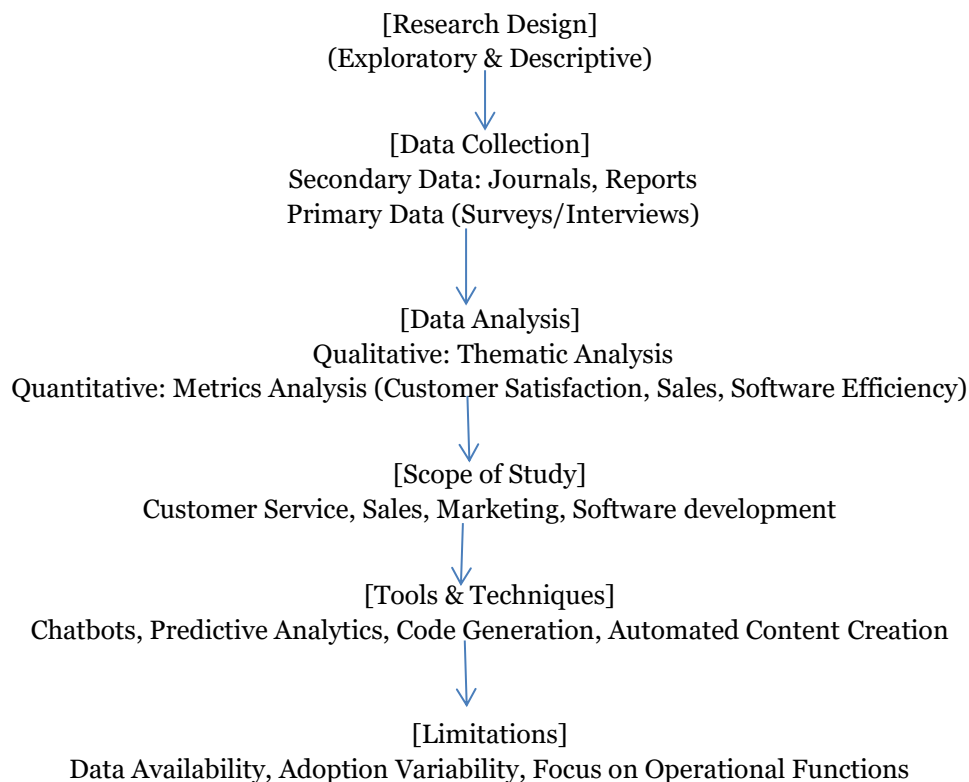 [Research Design]
(Exploratory & Descriptive)
[Data Collection]
Secondary Data: Journals, Reports
Primary Data (Surveys/Interviews)
[Data Analysis]
Qualitative: Thematic Analysis
Quantitative: Metrics Analysis (Customer Satisfaction, Sales, Software Efficiency)
[Scope of Study]
Customer Service, Sales, Marketing, Software development
[Tools & Techniques]
Chatbots, Predictive Analytics, Code Generation, Automated Content Creation
[Limitations]
Data Availability, Adoption Variability, Focus on Operational Functions